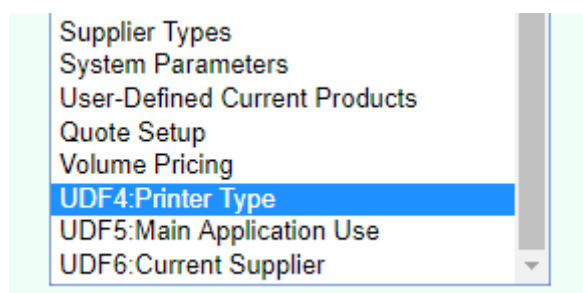 Supplier Types
System Parameters
User-Defined Current Products
Quote Setup
Volume Pricing
UDF4:Printer Type
UDF5:Main Application Use
UDF6:Current Supplier